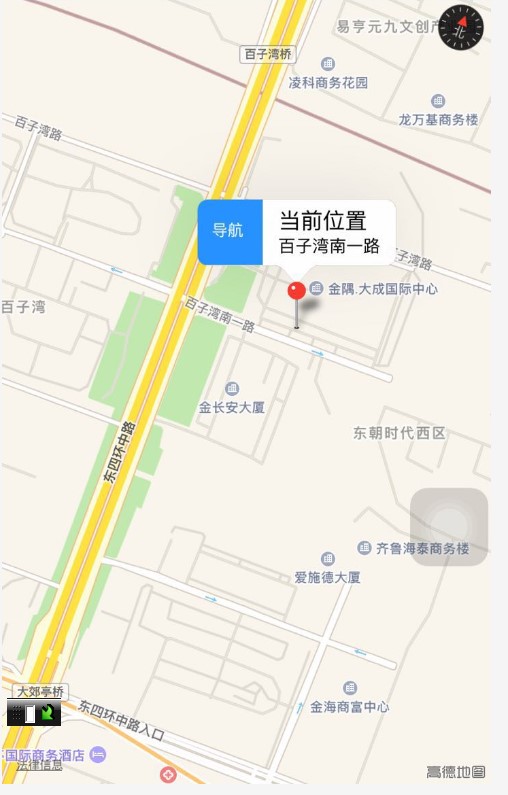 易亨元九文创产
北
百子湾桥
凌科商务花园
龙万基商务楼
百子湾路
导航
当前位置
百子湾南一路
子湾路
金隅.大成国际中心
百子湾
百子湾南一路
金长安大厦
东四环中路
东朝时代西区
齐鲁海泰商务楼
爱施德大厦
大郊亭桥
东四环中路入口
金海商富中心
国际商务酒店
法律信息
高德地图